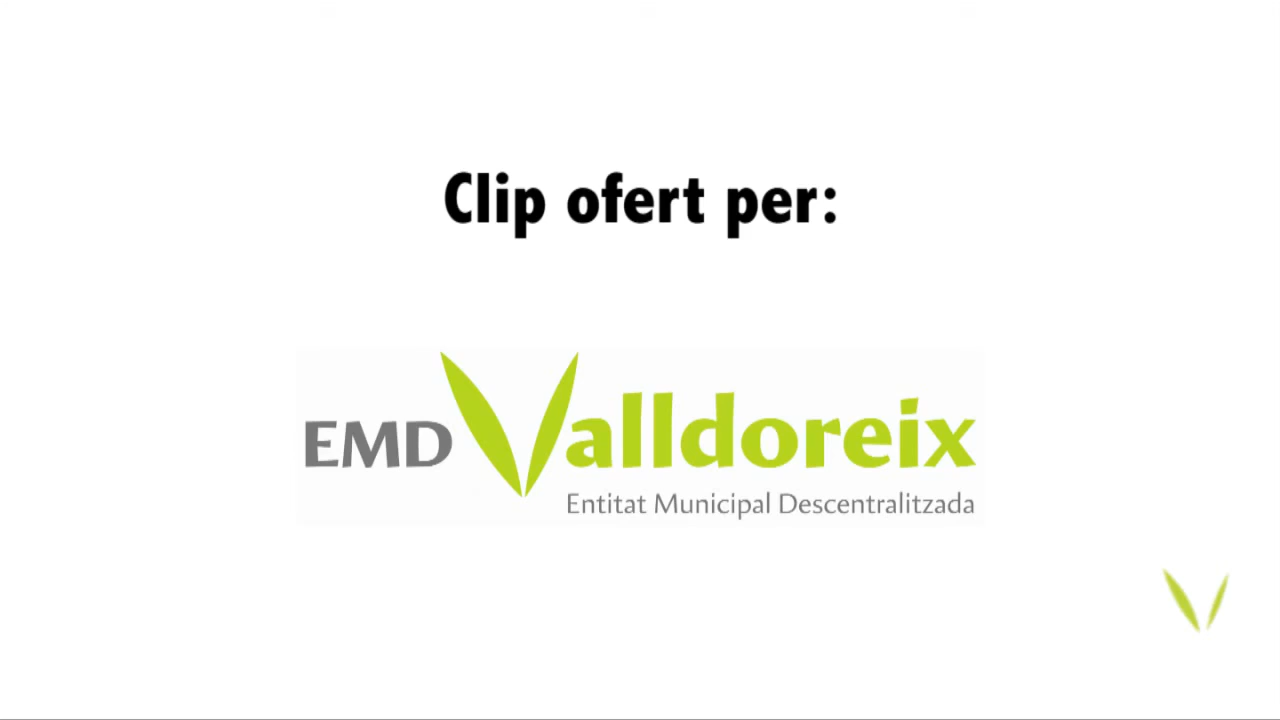 Clip ofert per:
EMD Valldoreix
Entitat Municipal Descentralitzada